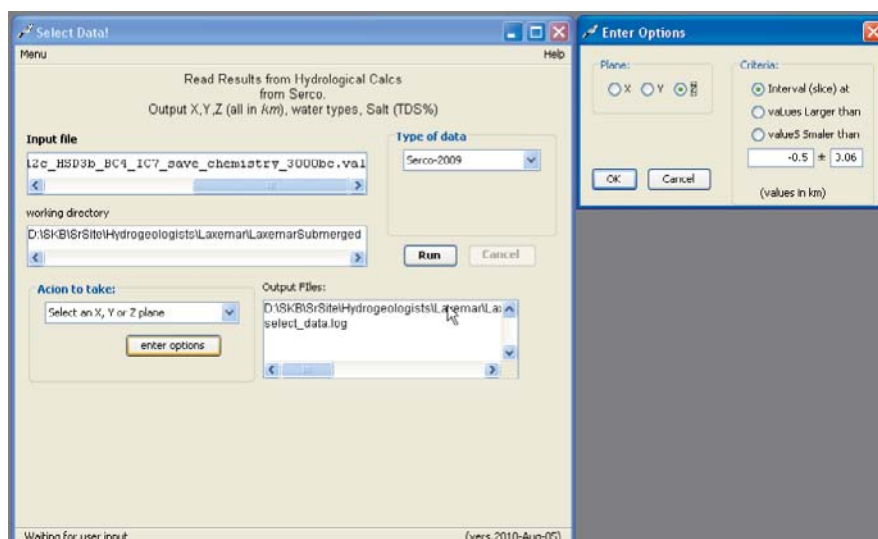 Select Data!
Menu Help
Read Results from Hydrological Calcs
from Serco.
Output X,Y,Z (all in km), water types, Salt (TDS%)
Input file
l2c_HSD3b_BC4_IC7_save_chemistry_3000bc.val
working directory
D:\SKB\SrSite\Hydrogeologists\Laxemar\LaxemarSubmerged
Type of data
Serco-2009
Run Cancel
Acion to take:
Select an X, Y or Z plane
enter options
Output FIles:
D:\SKB\SrSite\Hydrogeologists\Laxemar\La
select_data.log
Waiting for user input (vers.2010-Aug-05)
Enter Options
Plane:
X Y Z
Criteria:
Interval (slice) at
vaLues Larger than
valueS Smaler than
-0.5 ± 0.06
(values in km)
OK Cancel